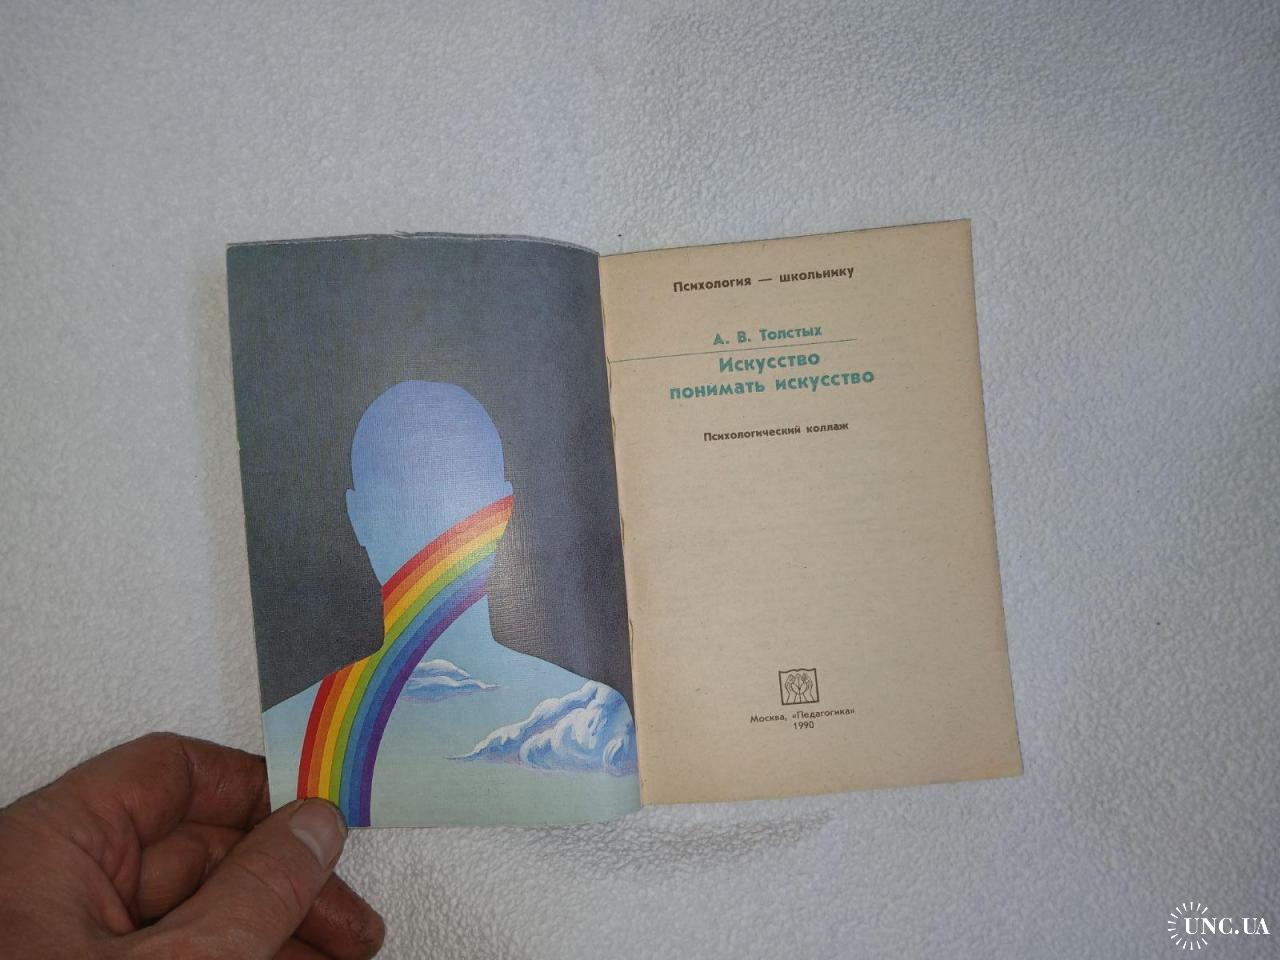 Психология — школьнику
А. В. Толстых
Искусство
понимать искусство
Психологический коллаж
Москва, «Педагогика»
1990
UNC.UA